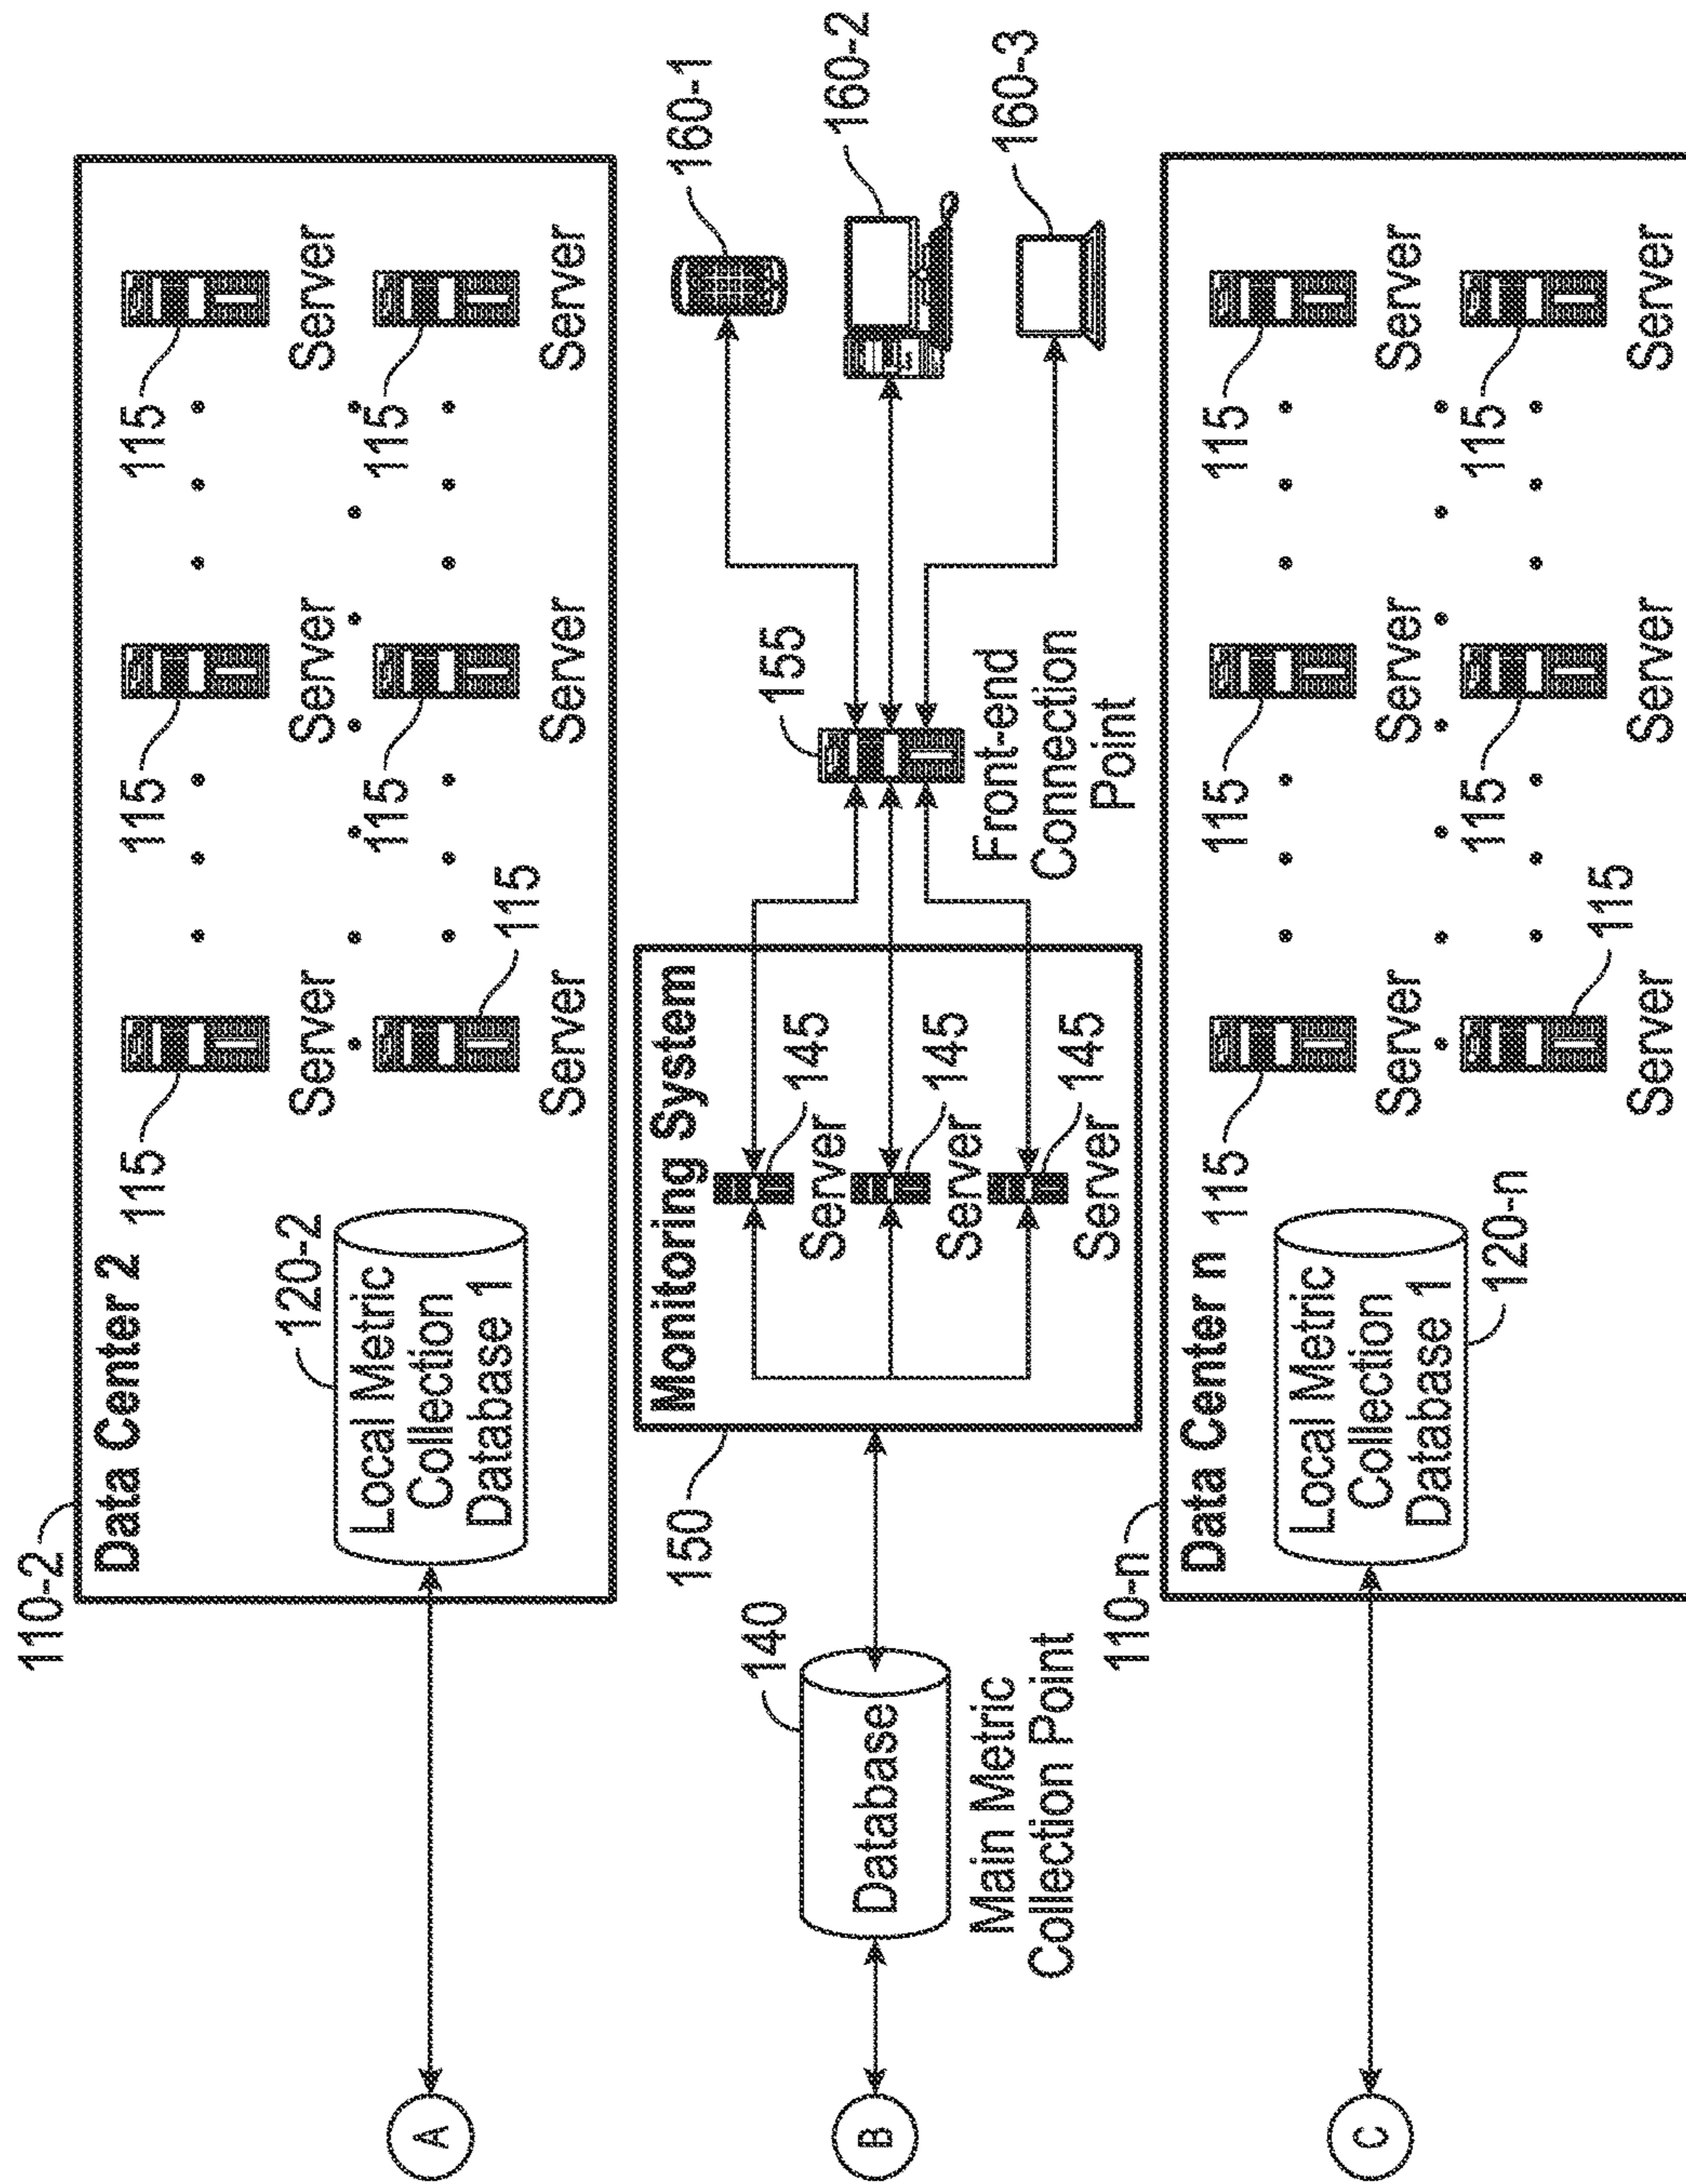 110-2
Data Center 2
115
115
115
Server
Server
Server
120-2
Local Metric
Collection
Database 1
115
115
115
Server
Server
Server
A
150
Monitoring System
145
Server
145
Server
145
Server
155
Front-end
Connection
Point
160-1
160-2
160-3
140
Database
Main Metric
Collection Point
B
110-n
Data Center n
115
115
115
Server
Server
Server
Local Metric
Collection
Database 1
120-n
115
115
115
Server
Server
Server
C